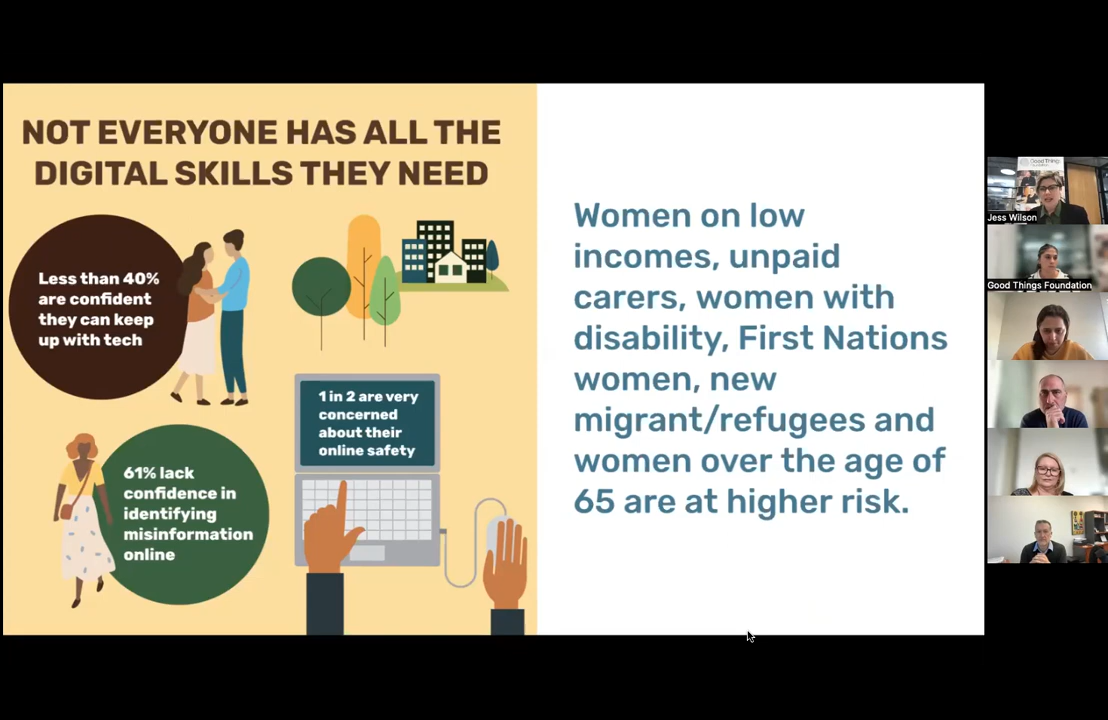 NOT EVERYONE HAS ALL THE
DIGITAL SKILLS THEY NEED
Less than 40%
are confident
they can keep
up with tech
1 in 2 are very
concerned
about their
online safety
61% lack
confidence in
identifying
misinformation
online
Women on low
incomes, unpaid
carers, women with
disability, First Nations
women, new
migrant/refugees and
women over the age of
65 are at higher risk.
Good Things
Foundation
Jess Wilson
Good Things Foundation